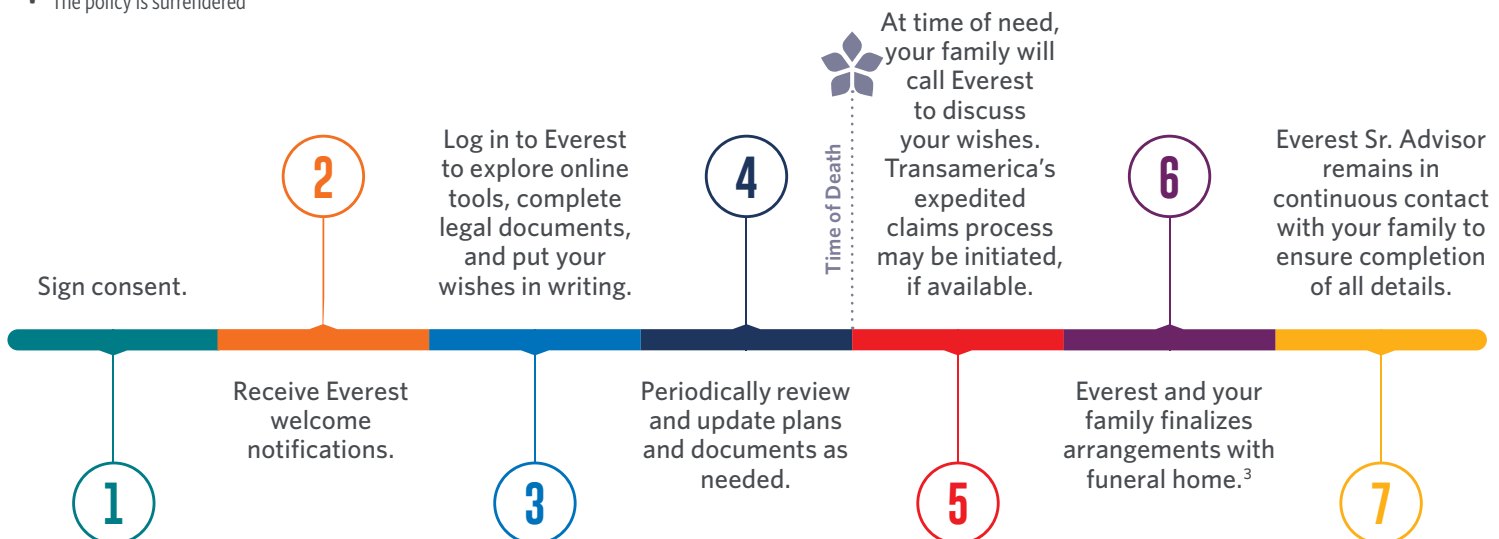 • The policy is surrendered
1
Sign consent.
2
Receive Everest
welcome
notifications.
3
Log in to Everest
to explore online
tools, complete
legal documents,
and put your
wishes in writing.
4
Periodically review
and update plans
and documents as
needed.
Time of Death
5
At time of need,
your family will
call Everest
to discuss
your wishes.
Transamerica’s
expedited
claims process
may be initiated,
if available.
6
Everest and your
family finalizes
arrangements with
funeral home.³
7
Everest Sr. Advisor
remains in
continuous contact
with your family to
ensure completion
of all details.